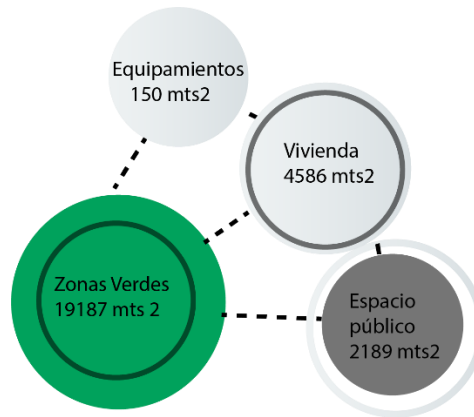 Equipamientos
150 mts2
Vivienda
4586 mts2
Zonas Verdes
19187 mts 2
Espacio
público
2189 mts2